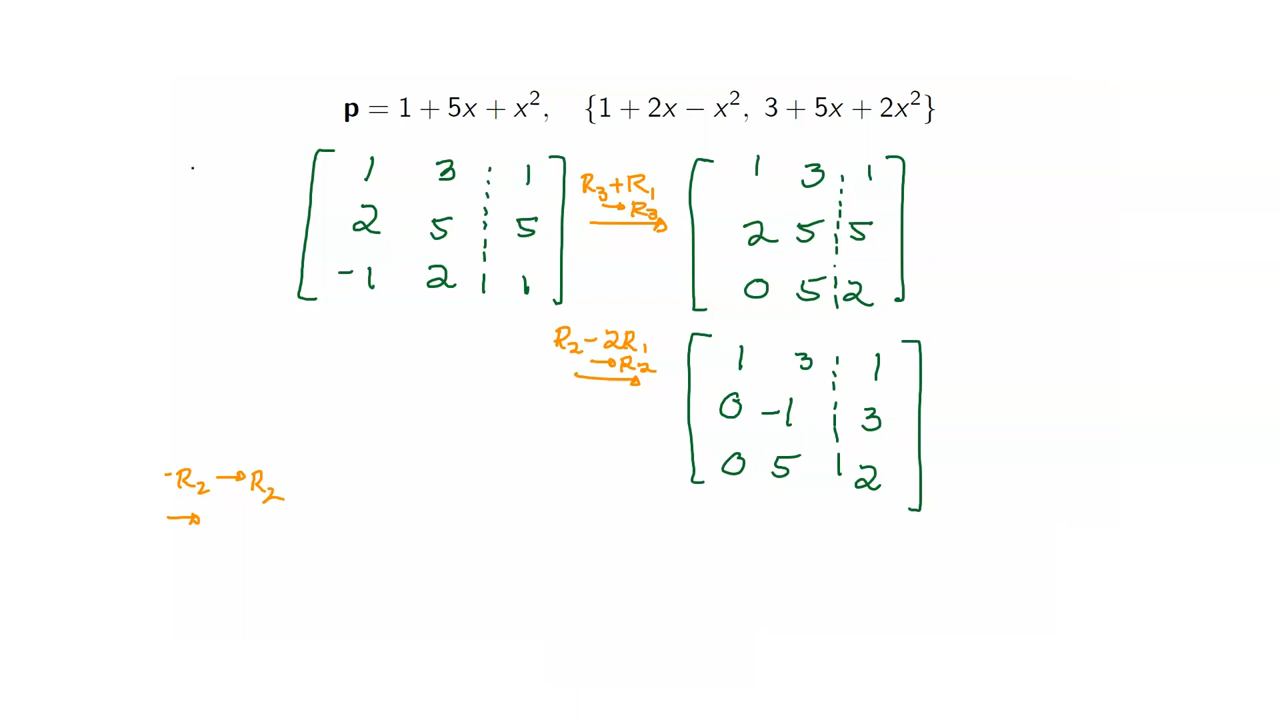 p = 1 + 5x + x², {1 + 2x − x², 3 + 5x + 2x²}
[ 1 3 ¦ 1 ] R₃+R₁ [ 1 3 ¦ 1 ]
→R₃
[ 2 5 ¦ 5 ] → [ 2 5 ¦ 5 ]
[ -1 2 ¦ 1 ] [ 0 5 ¦ 2 ]
R₂-2R₁ [ 1 3 ¦ 1 ]
→R₂
→ [ 0 -1 ¦ 3 ]
[ 0 5 ¦ 2 ]
-R₂→R₂
→